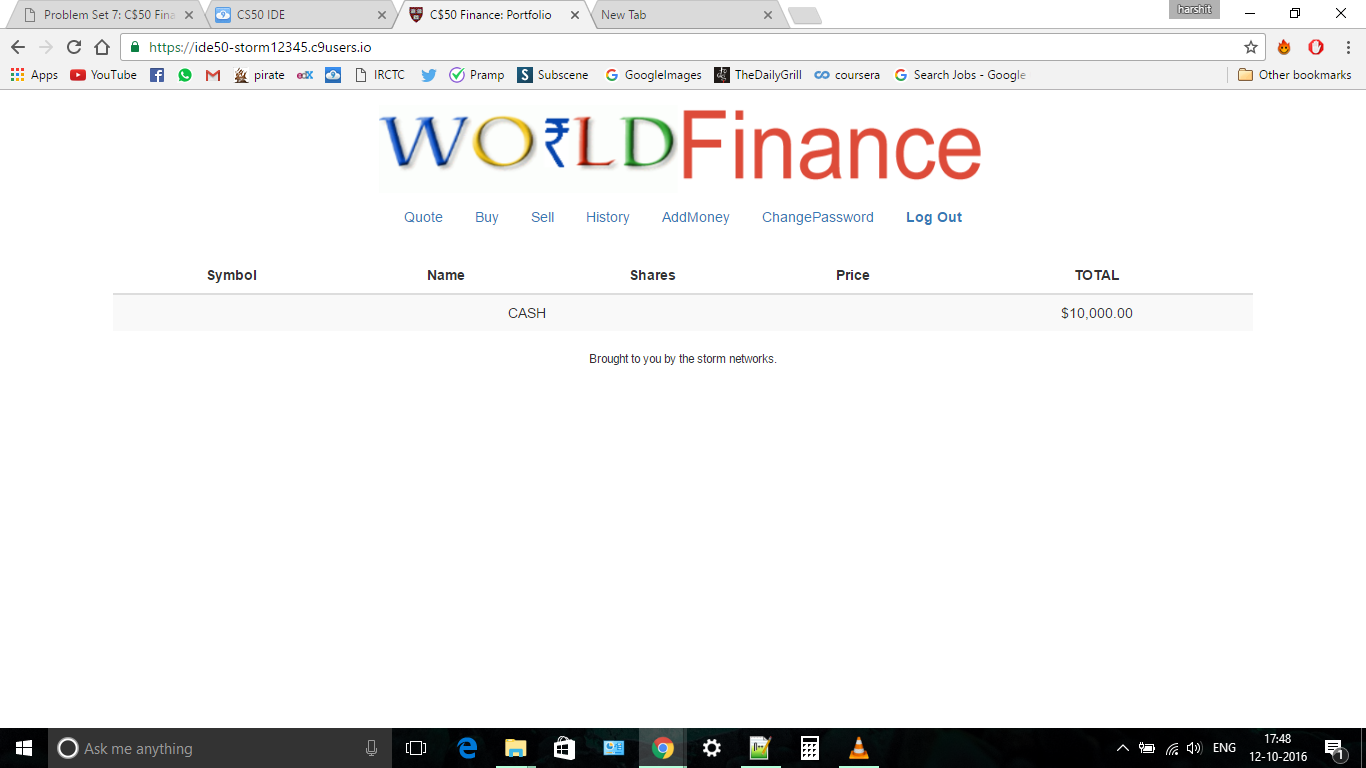 Problem Set 7: C$50 Fina CS50 IDE C$50 Finance: Portfolio New Tab harshit
https://ide50-storm12345.c9users.io
Apps YouTube pirate edX IRCTC Pramp Subscene GoogleImages TheDailyGrill coursera Search Jobs - Google Other bookmarks
WO₹LDFinance
Quote Buy Sell History AddMoney ChangePassword Log Out
Symbol Name Shares Price TOTAL
CASH $10,000.00
Brought to you by the storm networks.
Ask me anything ENG 17:48
12-10-2016 1